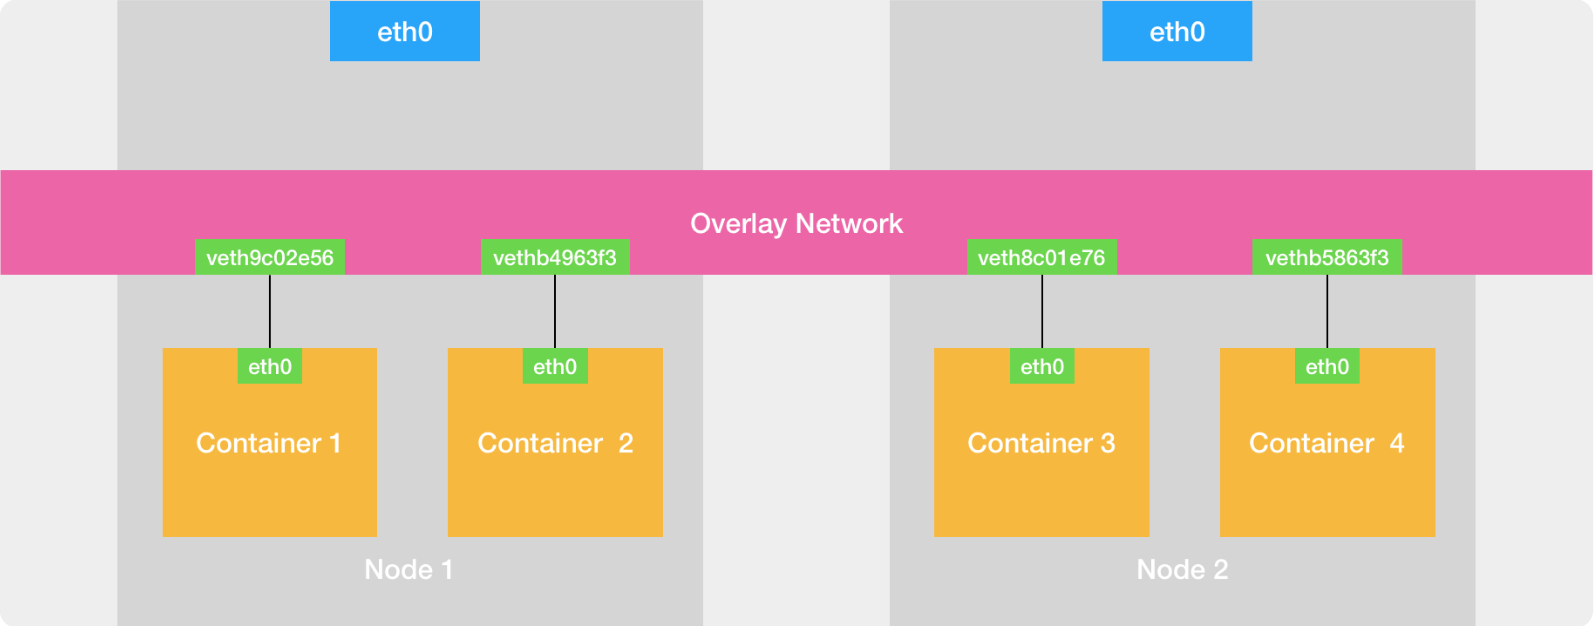 eth0
eth0
Overlay Network
veth9c02e56
vethb4963f3
veth8c01e76
vethb5863f3
eth0
eth0
eth0
eth0
Container 1
Container 2
Container 3
Container 4
Node 1
Node 2